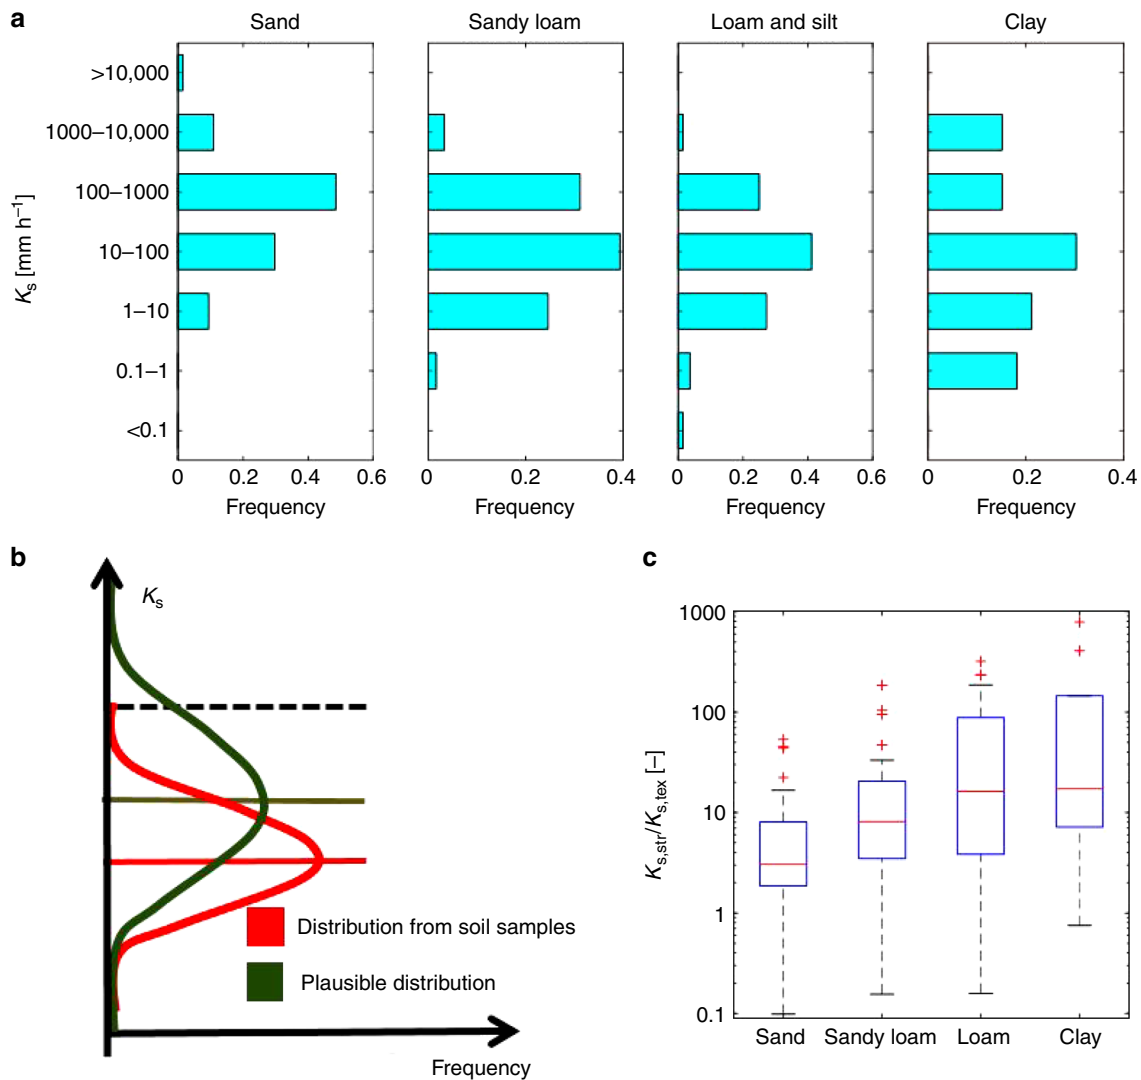 a
Sand
Sandy loam
Loam and silt
Clay
Ks [mm h–1]
>10,000
1000–10,000
100–1000
10–100
1–10
0.1–1
<0.1
0 0.2 0.4 0.6
0 0.2 0.4
0 0.2 0.4 0.6
0 0.2 0.4
Frequency
Frequency
Frequency
Frequency
b
Ks
Distribution from soil samples
Plausible distribution
Frequency
c
Ks,str/Ks,tex [–]
1000
100
10
1
0.1
Sand
Sandy loam
Loam
Clay